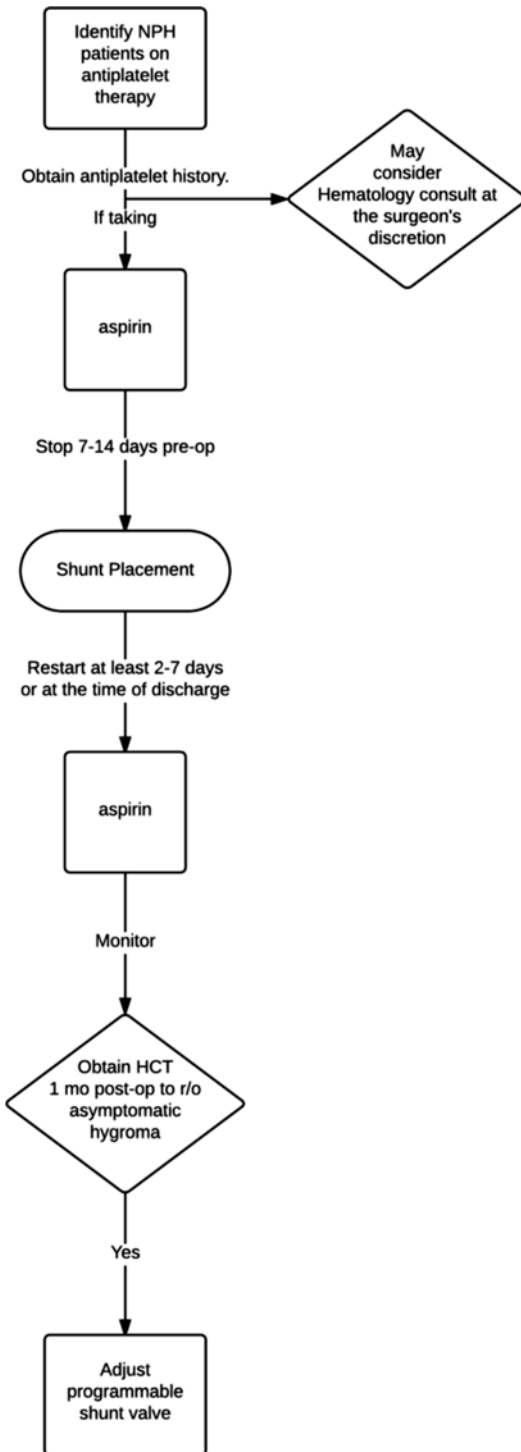 Identify NPH
patients on
antiplatelet
therapy
Obtain antiplatelet history.
If taking
May
consider
Hematology consult at
the surgeon's
discretion
aspirin
Stop 7-14 days pre-op
Shunt Placement
Restart at least 2-7 days
or at the time of discharge
aspirin
Monitor
Obtain HCT
1 mo post-op to r/o
asymptomatic
hygroma
Yes
Adjust
programmable
shunt valve